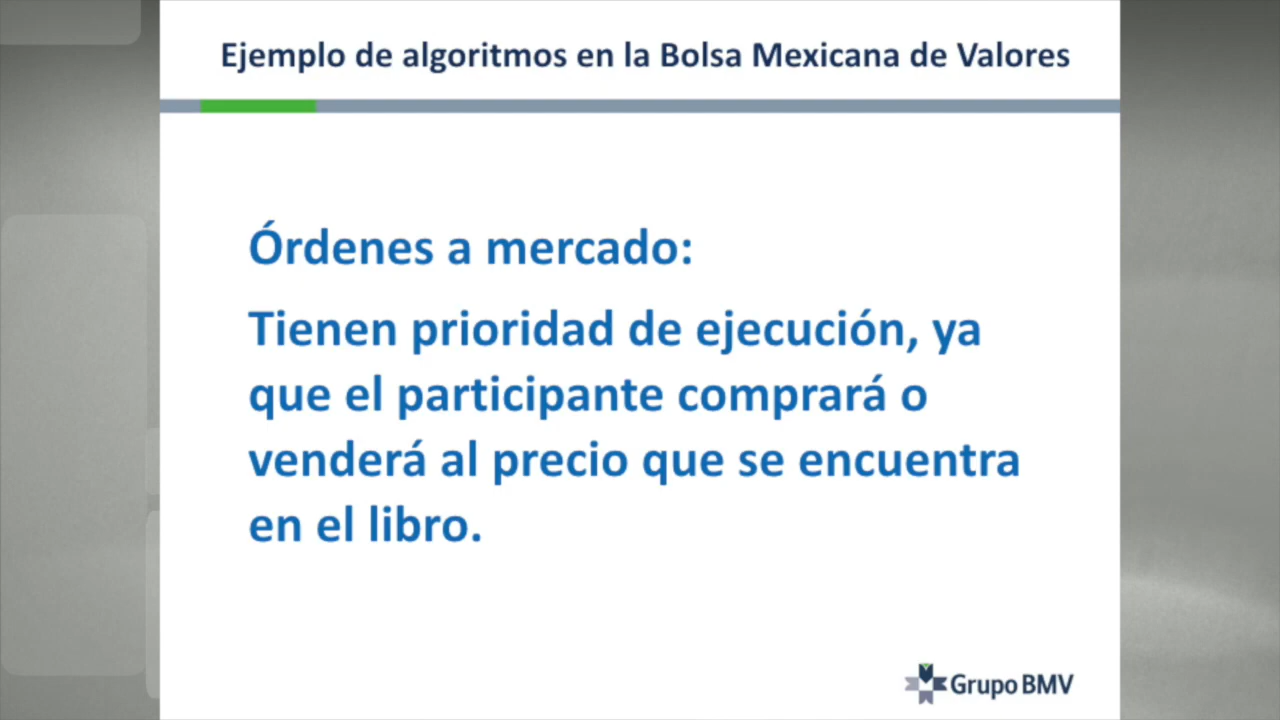 Ejemplo de algoritmos en la Bolsa Mexicana de Valores
Órdenes a mercado:
Tienen prioridad de ejecución, ya
que el participante comprará o
venderá al precio que se encuentra
en el libro.
Grupo BMV